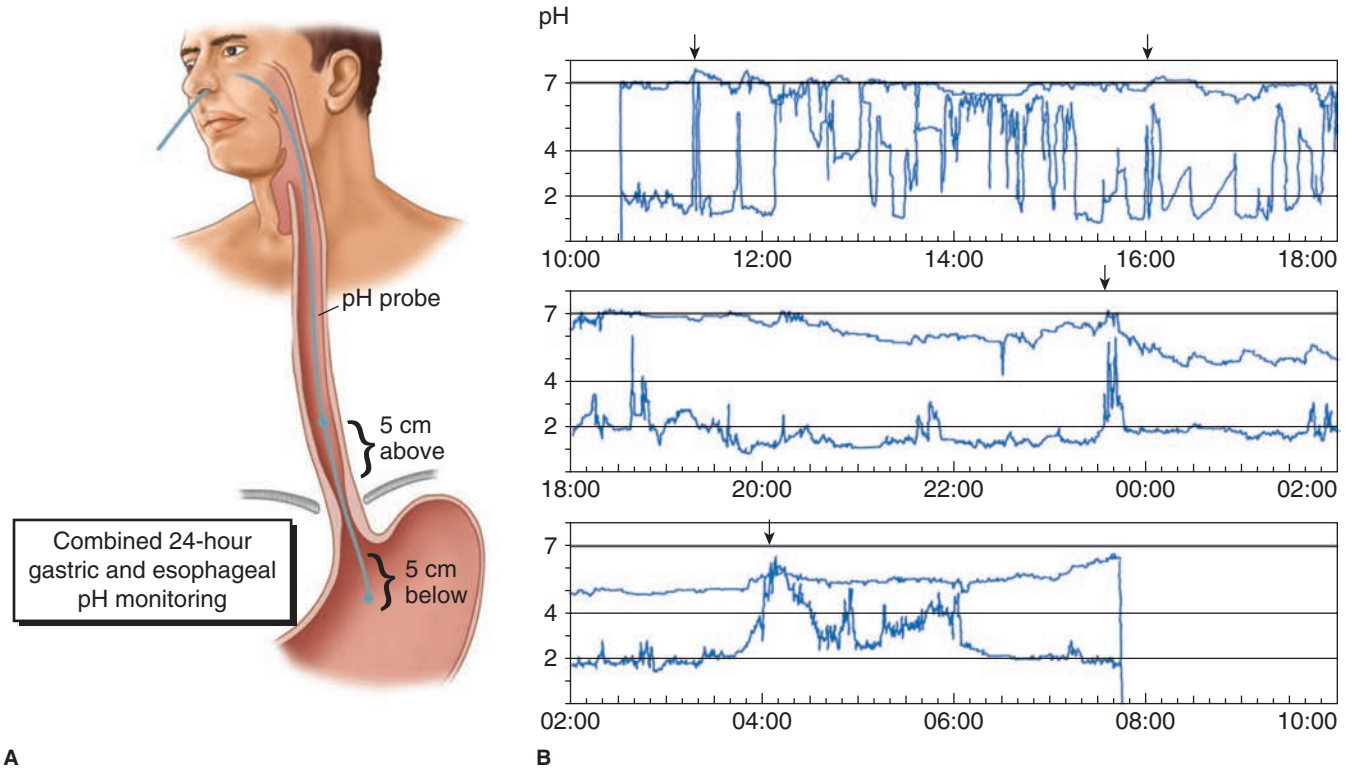 pH probe
5 cm
above
5 cm
below
Combined 24-hour
gastric and esophageal
pH monitoring
A
pH
7
4
2
10:00 12:00 14:00 16:00 18:00
7
4
2
18:00 20:00 22:00 00:00 02:00
7
4
2
02:00 04:00 06:00 08:00 10:00
B